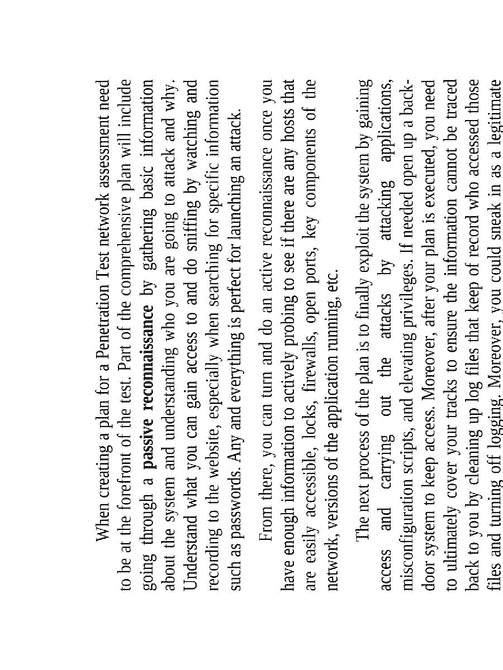 When creating a plan for a Penetration Test network assessment need
to be at the forefront of the test. Part of the comprehensive plan will include
going through a passive reconnaissance by gathering basic information
about the system and understanding who you are going to attack and why.
Understand what you can gain access to and do sniffing by watching and
recording to the website, especially when searching for specific information
such as passwords. Any and everything is perfect for launching an attack.
From there, you can turn and do an active reconnaissance once you
have enough information to actively probing to see if there are any hosts that
are easily accessible, locks, firewalls, open ports, key components of the
network, versions of the application running, etc.
The next process of the plan is to finally exploit the system by gaining
access and carrying out the attacks by attacking applications,
misconfiguration scripts, and elevating privileges. If needed open up a back-
door system to keep access. Moreover, after your plan is executed, you need
to ultimately cover your tracks to ensure the information cannot be traced
back to you by cleaning up log files that keep of record who accessed those
files and turning off logging. Moreover, you could sneak in as a legitimate